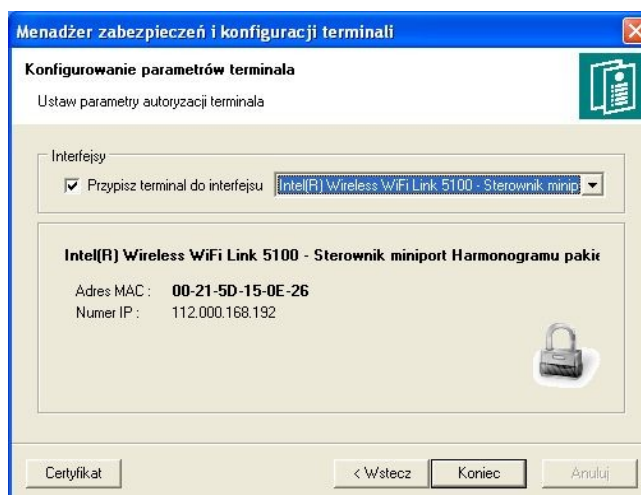 Menadżer zabezpieczeń i konfiguracji terminali
Konfigurowanie parametrów terminala
Ustaw parametry autoryzacji terminala
Interfejsy
Przypisz terminal do interfejsu Intel(R) Wireless WiFi Link 5100 - Sterownik minip
Intel(R) Wireless WiFi Link 5100 - Sterownik miniport Harmonogramu pakie
Adres MAC : 00-21-5D-15-0E-26
Numer IP : 112.000.168.192
Certyfikat < Wstecz Koniec Anuluj